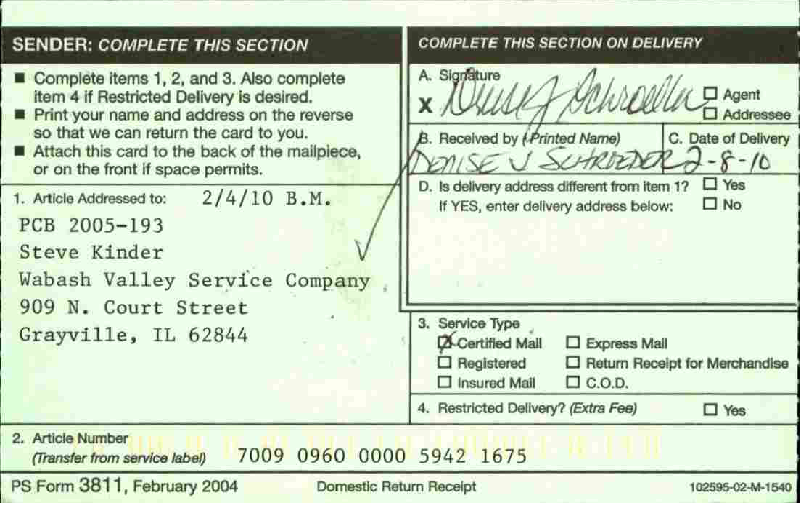 SENDER: COMPLETE THIS SECTION
■ Complete items 1, 2, and 3. Also complete
item 4 if Restricted Delivery is desired.
■ Print your name and address on the reverse
so that we can return the card to you.
■ Attach this card to the back of the mailpiece,
or on the front if space permits.
1. Article Addressed to: 2/4/10 B.M.
PCB 2005-193
Steve Kinder
Wabash Valley Service Company
909 N. Court Street
Grayville, IL 62844
2. Article Number
(Transfer from service label) 7009 0960 0000 5942 1675
COMPLETE THIS SECTION ON DELIVERY
A. Signature
X Denise J Schroeder
☐ Agent
☐ Addressee
B. Received by (Printed Name) C. Date of Delivery
DENISE J SCHROEDER 2-8-10
D. Is delivery address different from item 1? ☐ Yes
If YES, enter delivery address below: ☐ No
3. Service Type
☒ Certified Mail ☐ Express Mail
☐ Registered ☐ Return Receipt for Merchandise
☐ Insured Mail ☐ C.O.D.
4. Restricted Delivery? (Extra Fee) ☐ Yes
PS Form 3811, February 2004 Domestic Return Receipt 102595-02-M-1540